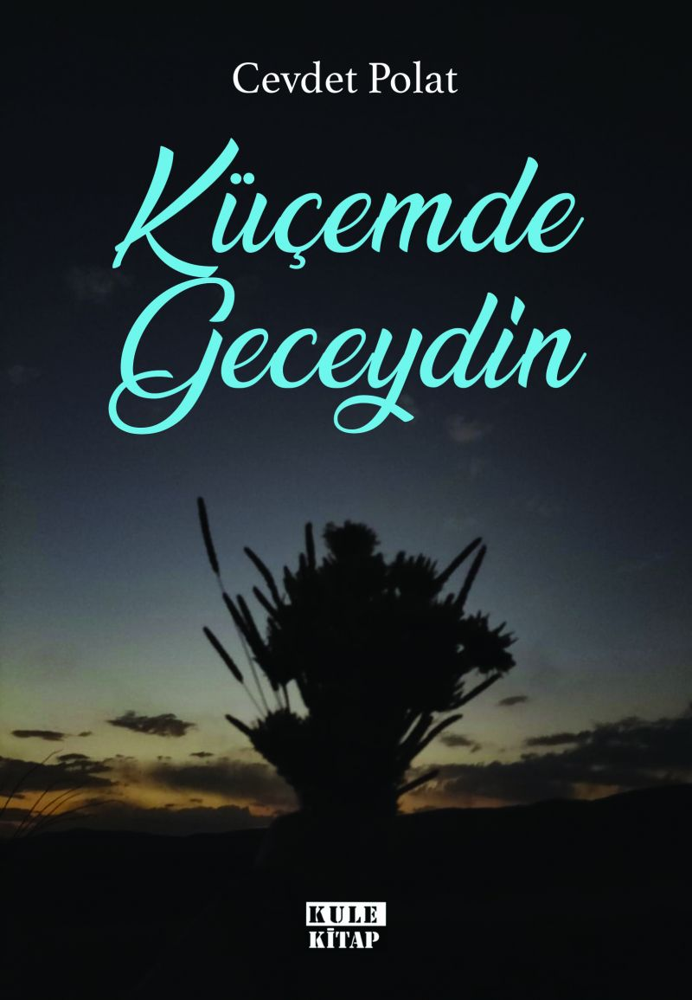 Cevdet Polat
Küçemde
Geceydin
KULE
KİTAP